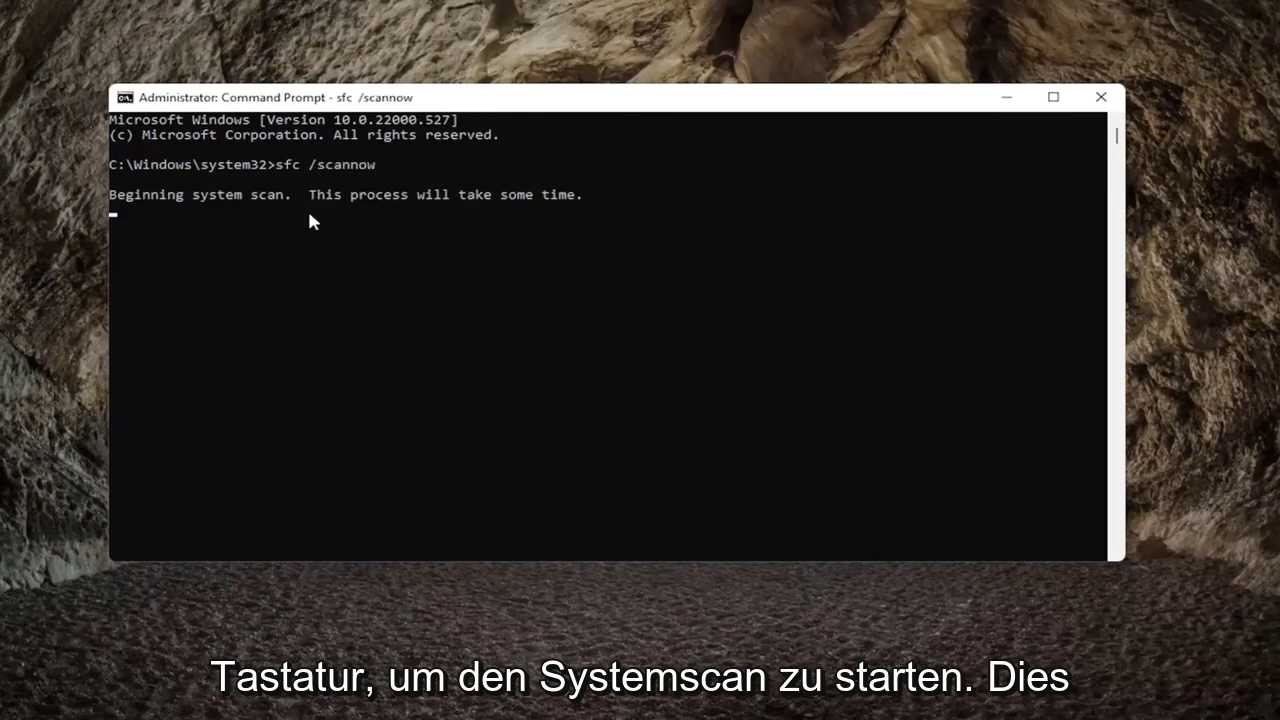 Administrator: Command Prompt - sfc  /scannow
Microsoft Windows [Version 10.0.22000.527]
(c) Microsoft Corporation. All rights reserved.
C:\Windows\system32>sfc /scannow
Beginning system scan.  This process will take some time.
Tastatur, um den Systemscan zu starten. Dies